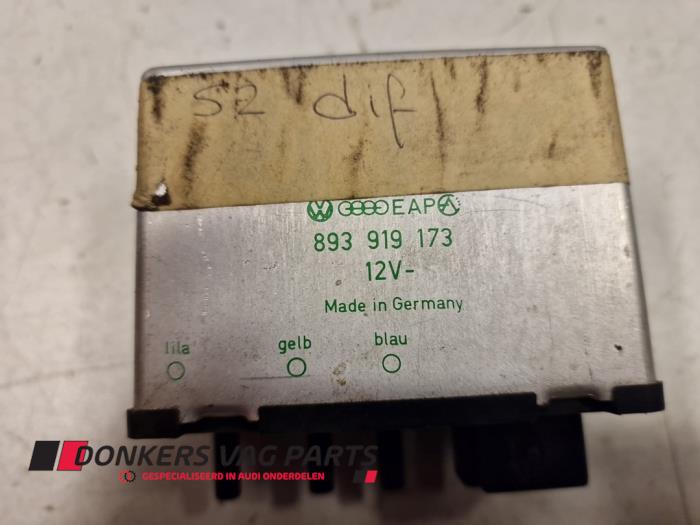 S2 dif
EAP
893 919 173
12V-
Made in Germany
lila gelb blau
DONKERS VAG PARTS
GESPECIALISEERD IN AUDI ONDERDELEN